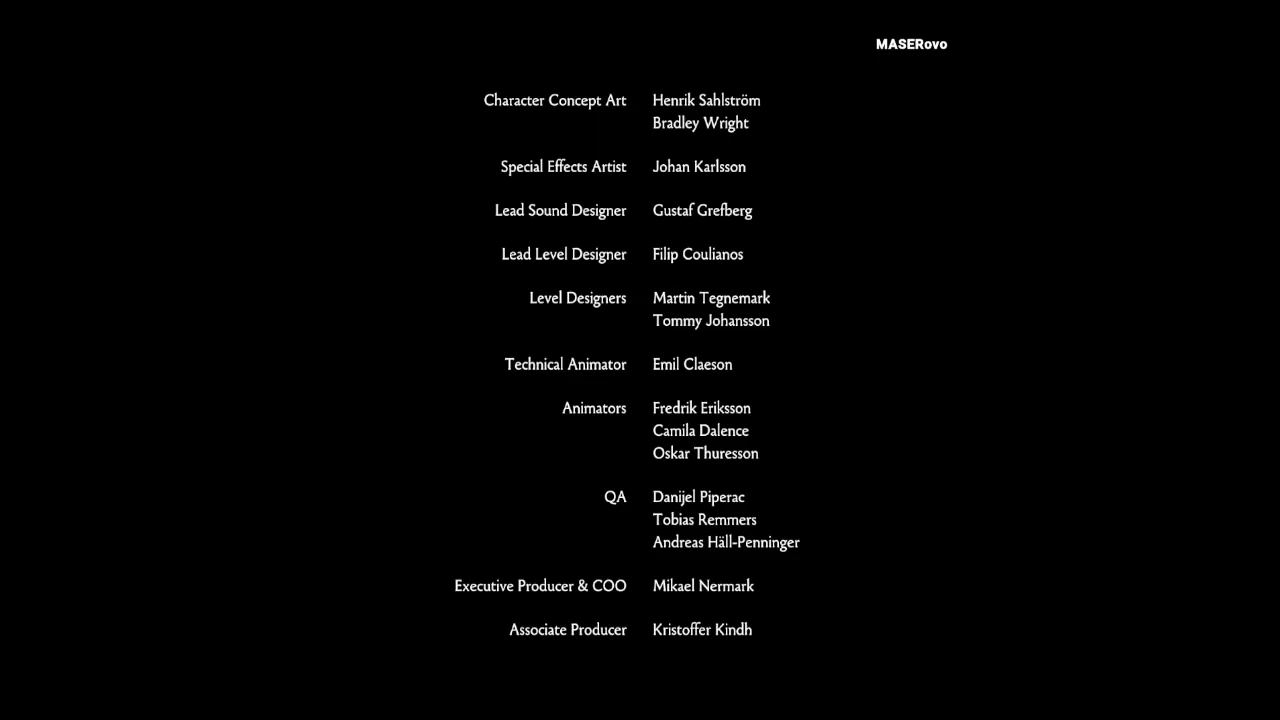 MASERovo
Character Concept Art Henrik Sahlström
Bradley Wright
Special Effects Artist Johan Karlsson
Lead Sound Designer Gustaf Grefberg
Lead Level Designer Filip Coulianos
Level Designers Martin Tegnemark
Tommy Johansson
Technical Animator Emil Claeson
Animators Fredrik Eriksson
Camila Dalence
Oskar Thuresson
QA Danijel Piperac
Tobias Remmers
Andreas Häll-Penninger
Executive Producer & COO Mikael Nermark
Associate Producer Kristoffer Kindh